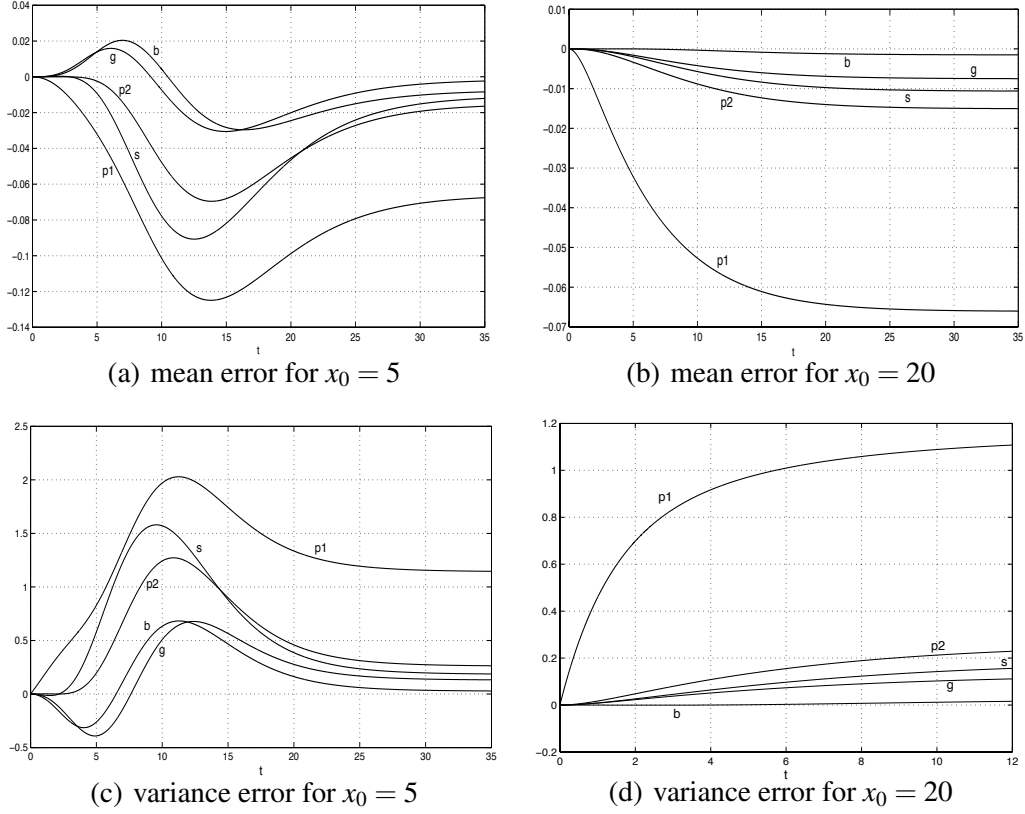 0.04
0.02
0
−0.02
−0.04
−0.06
−0.08
−0.1
−0.12
−0.14
b
g
p2
s
p1
0 5 10 15 20 25 30 35
t
(a) mean error for x₀ = 5
0.01
0
−0.01
−0.02
−0.03
−0.04
−0.05
−0.06
−0.07
b
g
s
p2
p1
0 5 10 15 20 25 30 35
t
(b) mean error for x₀ = 20
2.5
2
1.5
1
0.5
0
−0.5
s
p1
p2
b
g
0 5 10 15 20 25 30 35
t
(c) variance error for x₀ = 5
1.2
1
0.8
0.6
0.4
0.2
0
−0.2
p1
p2
s
g
b
0 2 4 6 8 10 12
t
(d) variance error for x₀ = 20